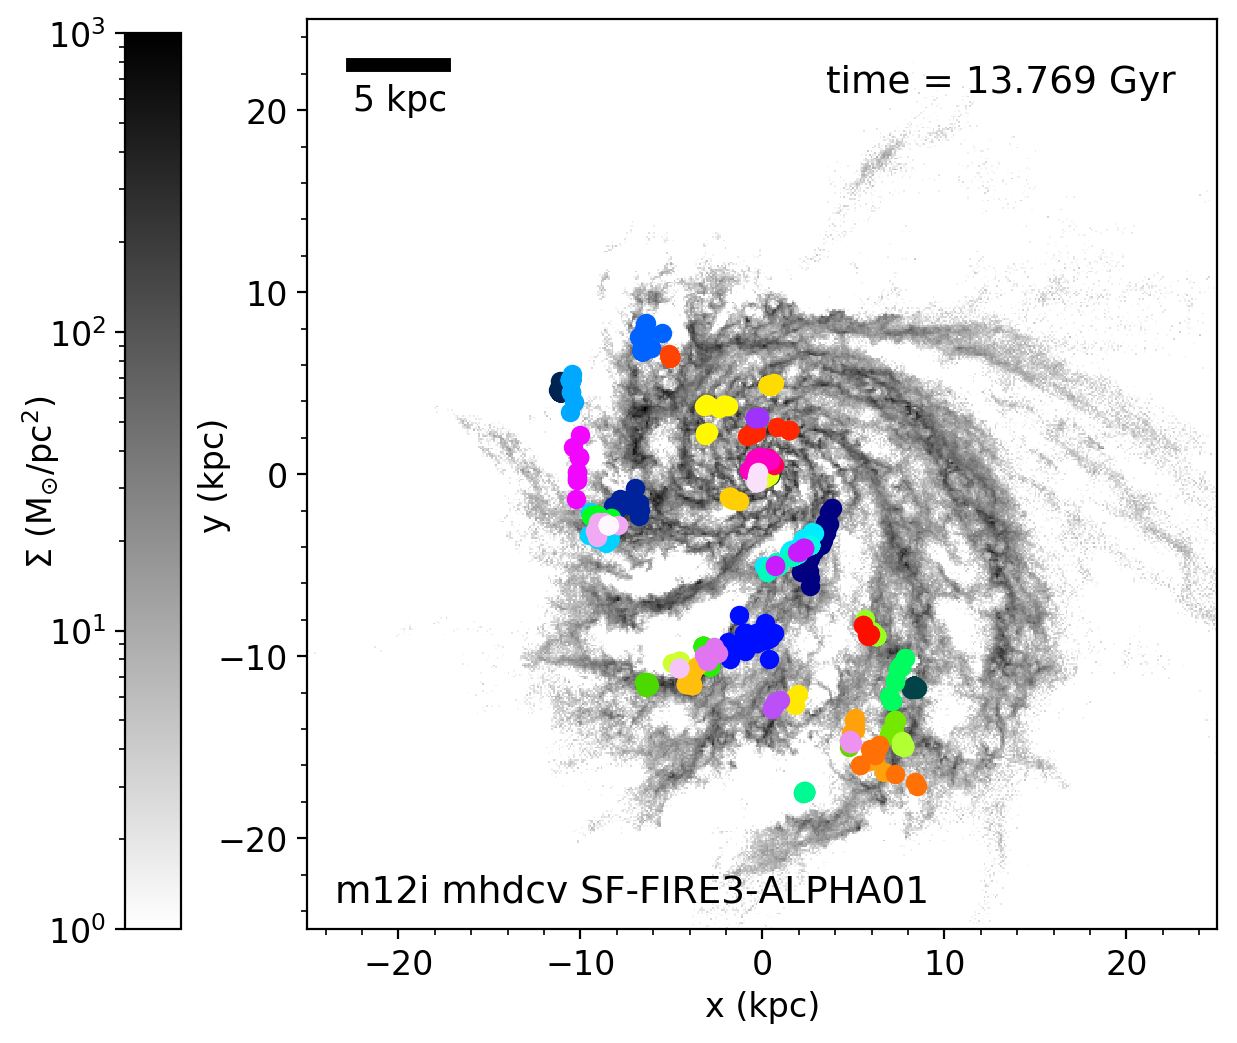 10³
10²
10¹
10⁰
Σ (M⊙/pc²)
20
10
0
−10
−20
y (kpc)
5 kpc
time = 13.769 Gyr
m12i mhdcv SF-FIRE3-ALPHA01
−20 −10 0 10 20
x (kpc)